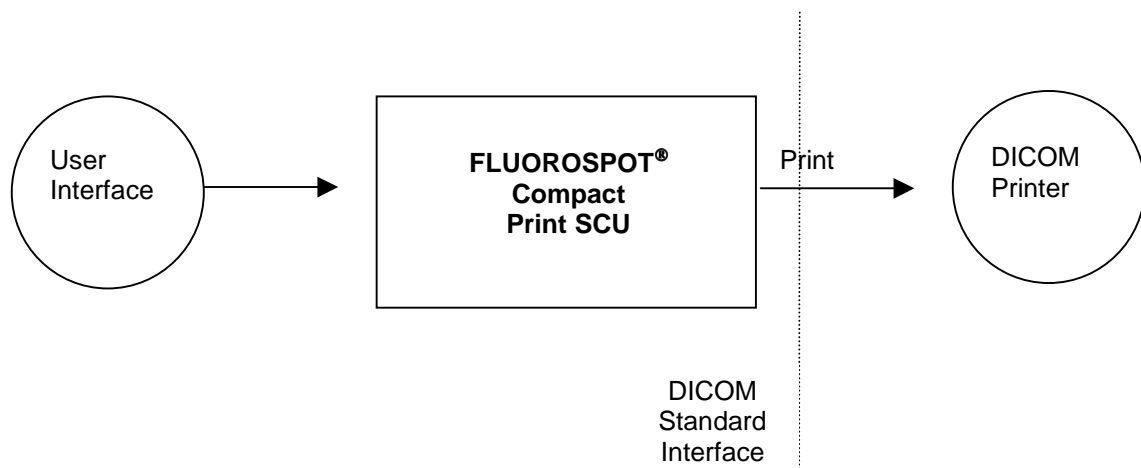 User
Interface
FLUOROSPOT®
Compact
Print SCU
Print
DICOM
Printer
DICOM
Standard
Interface